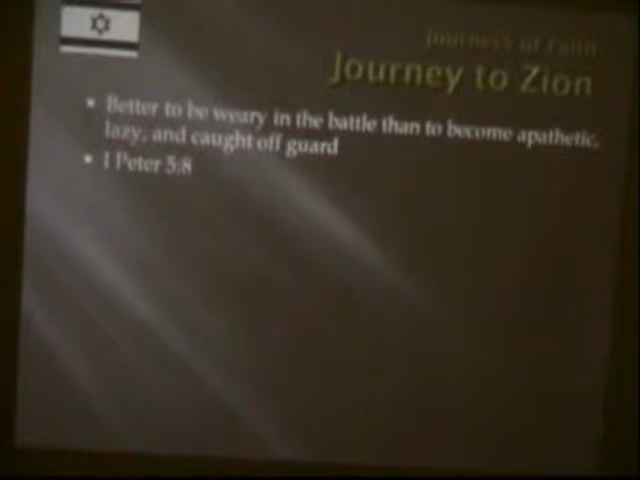 Journeys of Faith
Journey to Zion
▪ Better to be weary in the battle than to become apathetic,
lazy, and caught off guard
▪ I Peter 5:8